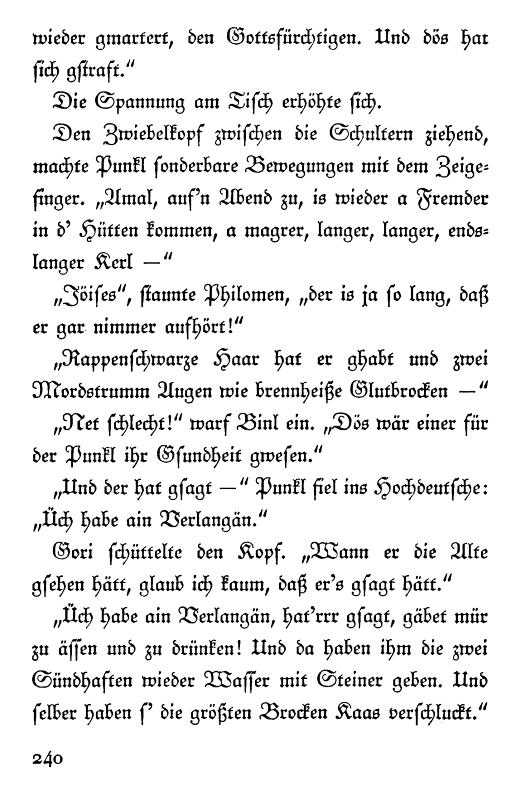 wieder gmartert, den Gottsfürchtigen. Und dös hat
sich gstraft.“
Die Spannung am Tisch erhöhte sich.
Den Zwiebelkopf zwischen die Schultern ziehend,
machte Punkl sonderbare Bewegungen mit dem Zeige-
finger. „Amal, auf’n Abend zu, is wieder a Fremder
in d’ Hütten kommen, a magrer, langer, langer, ends-
langer Kerl —“
„Jöises“, staunte Philomen, „der is ja so lang, daß
er gar nimmer aufhört!“
„Rappenschwarze Haar hat er ghabt und zwei
Mordstrumm Augen wie brennheiße Glutbrocken —“
„Net schlecht!“ warf Binl ein. „Dös wär einer für
der Punkl ihr Gsundheit gwesen.“
„Und der hat gsagt —“ Punkl fiel ins Hochdeutsche:
„Üch habe ain Verlangän.“
Gori schüttelte den Kopf. „Wann er die Alte
gsehen hätt, glaub ich kaum, daß er’s gsagt hätt.“
„Üch habe ain Verlangän, hat’rrr gsagt, gäbet mür
zu ässen und zu drünken! Und da haben ihm die zwei
Sündhaften wieder Wasser mit Steiner geben. Und
selber haben s’ die größten Brocken Kaas verschluckt.“
240